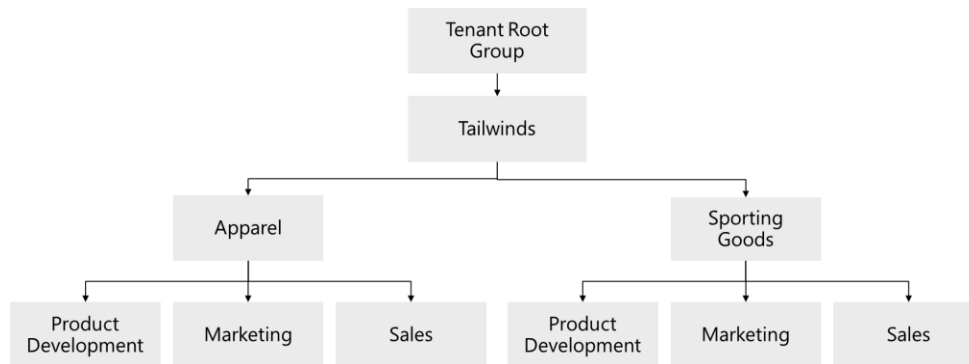 Tenant Root
Group
Tailwinds
Apparel
Sporting
Goods
Product
Development
Marketing
Sales
Product
Development
Marketing
Sales